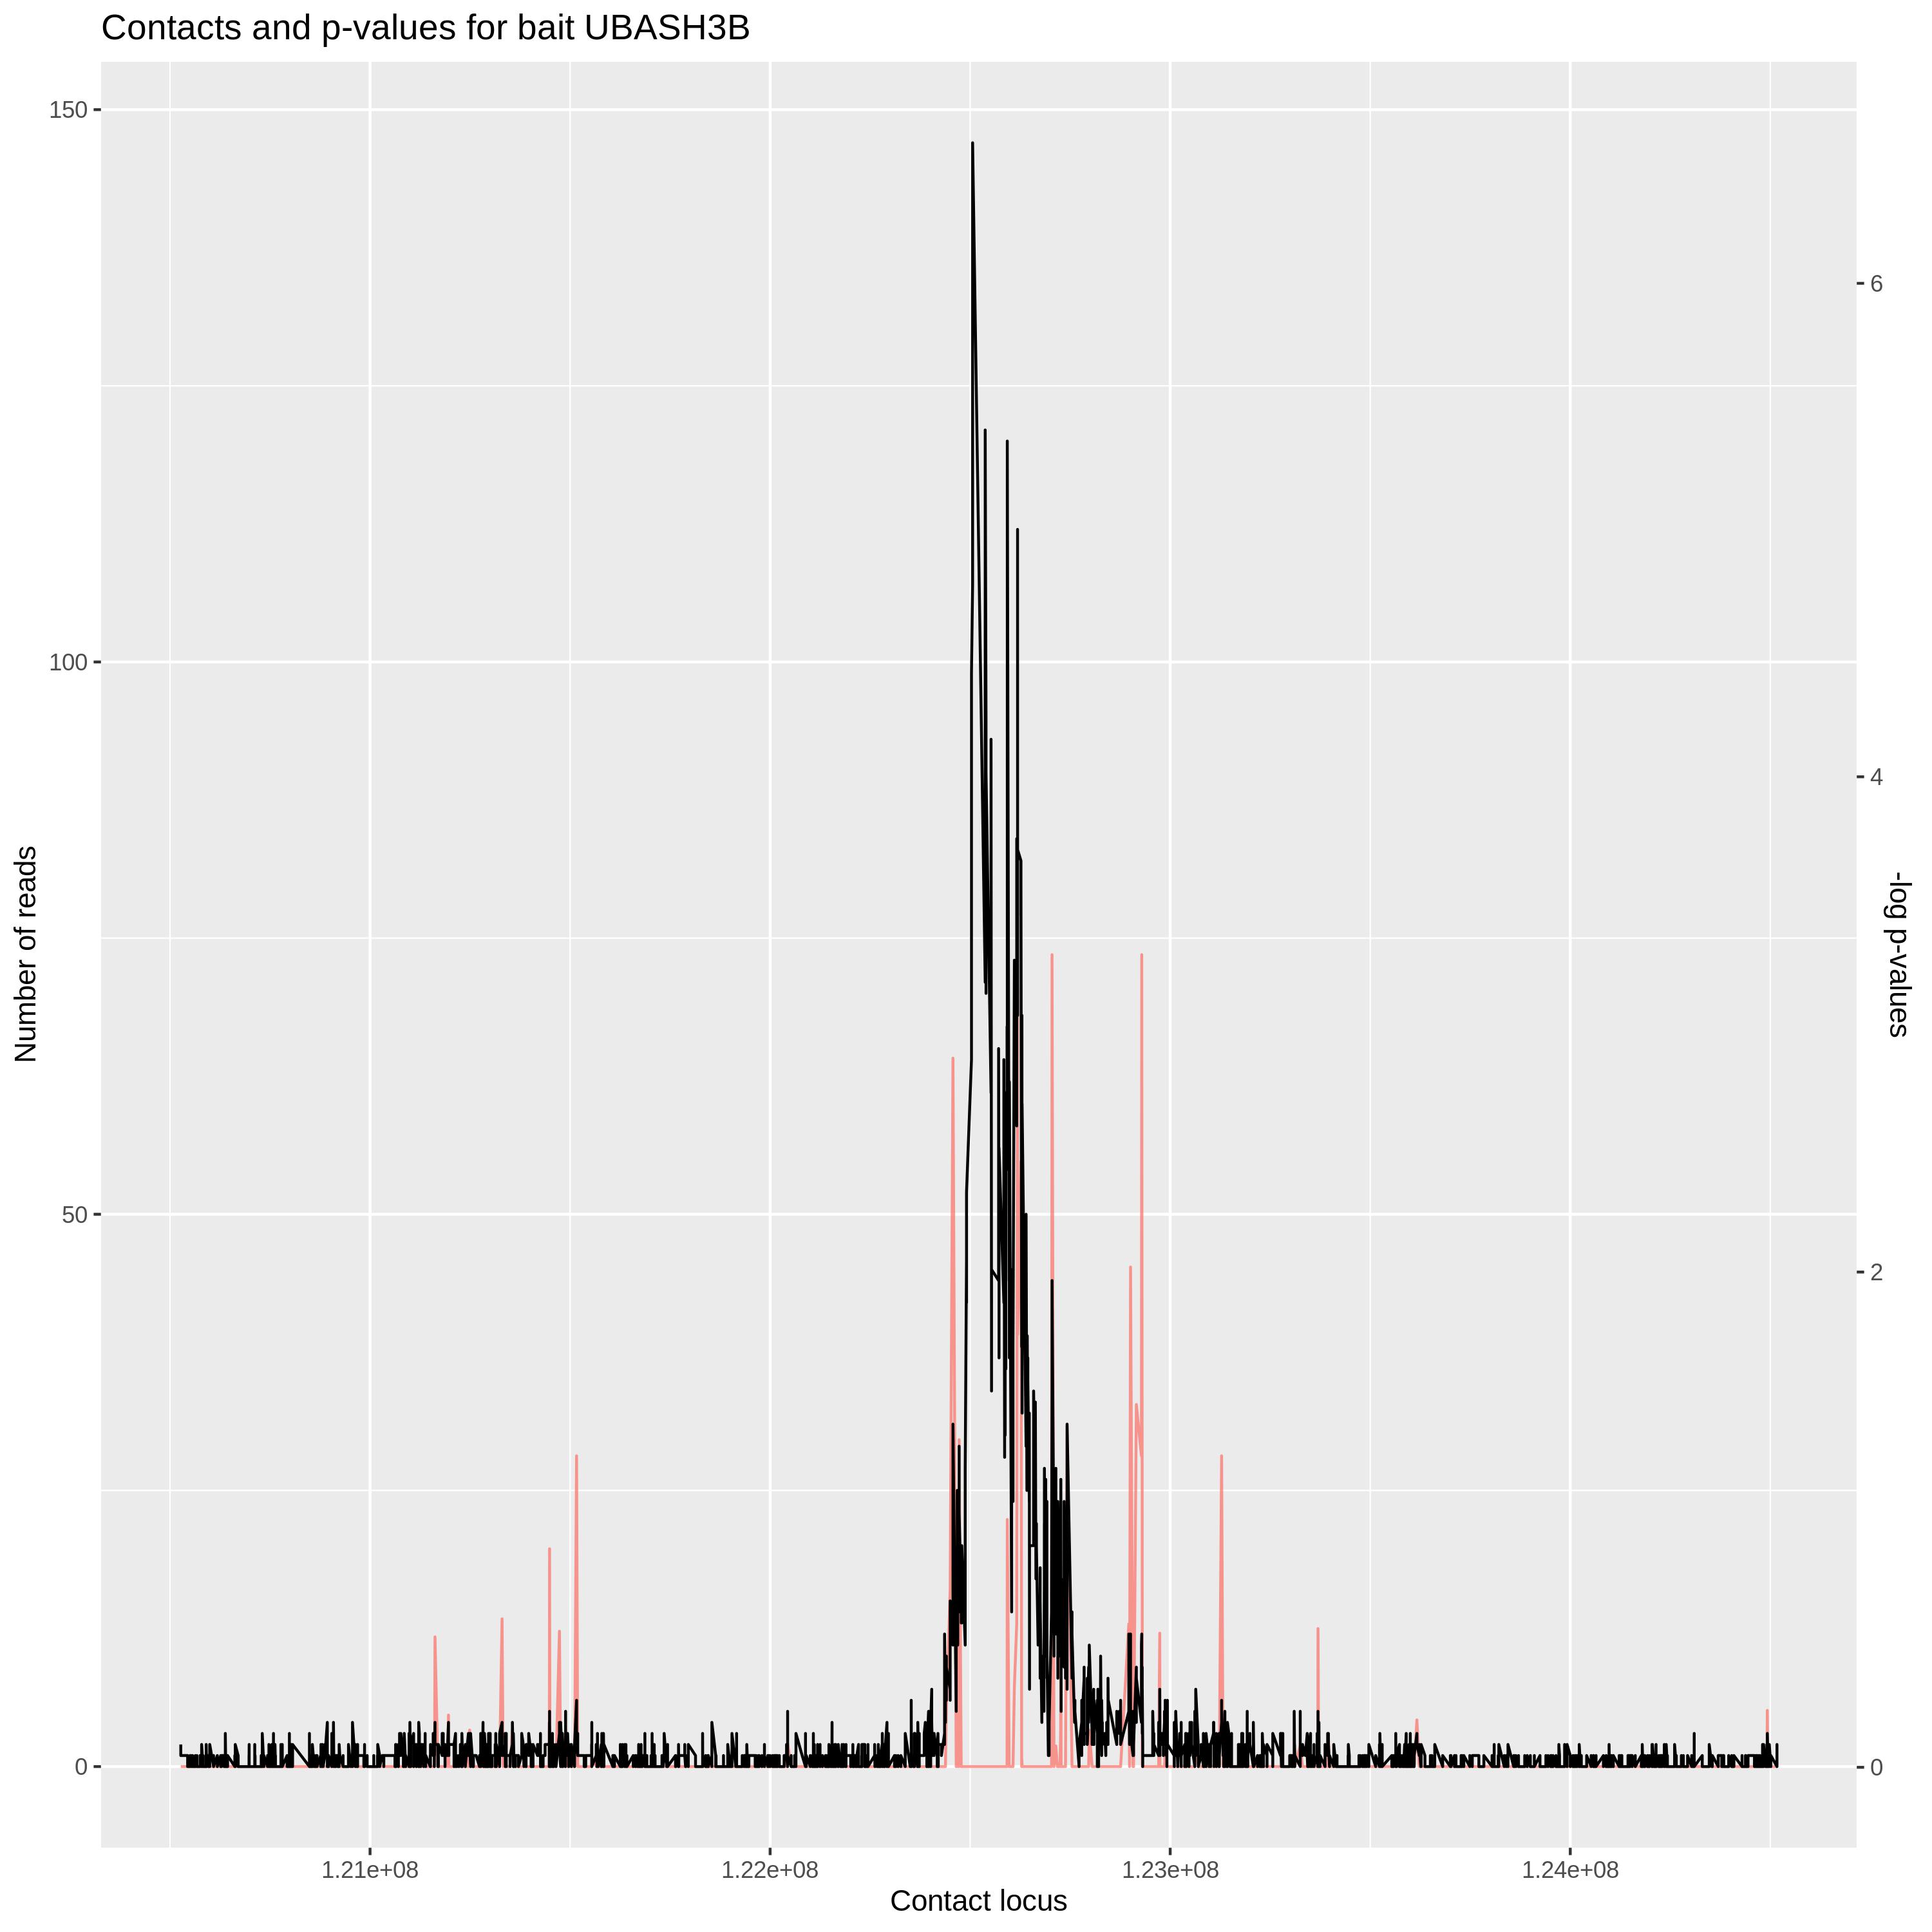 Contacts and p-values for bait UBASH3B
150
100
50
0
Number of reads
6
4
2
0
-log p-values
1.21e+08
1.22e+08
1.23e+08
1.24e+08
Contact locus